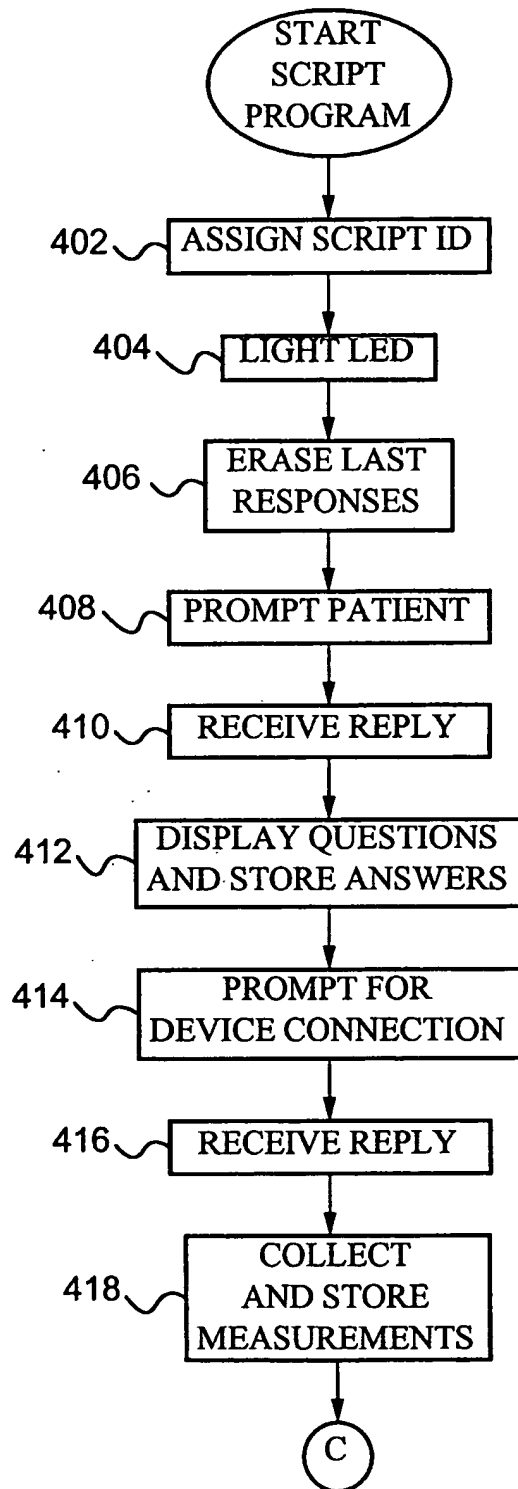 START
SCRIPT
PROGRAM
402
ASSIGN SCRIPT ID
404
LIGHT LED
406
ERASE LAST
RESPONSES
408
PROMPT PATIENT
410
RECEIVE REPLY
412
DISPLAY QUESTIONS
AND STORE ANSWERS
414
PROMPT FOR
DEVICE CONNECTION
416
RECEIVE REPLY
418
COLLECT
AND STORE
MEASUREMENTS
C